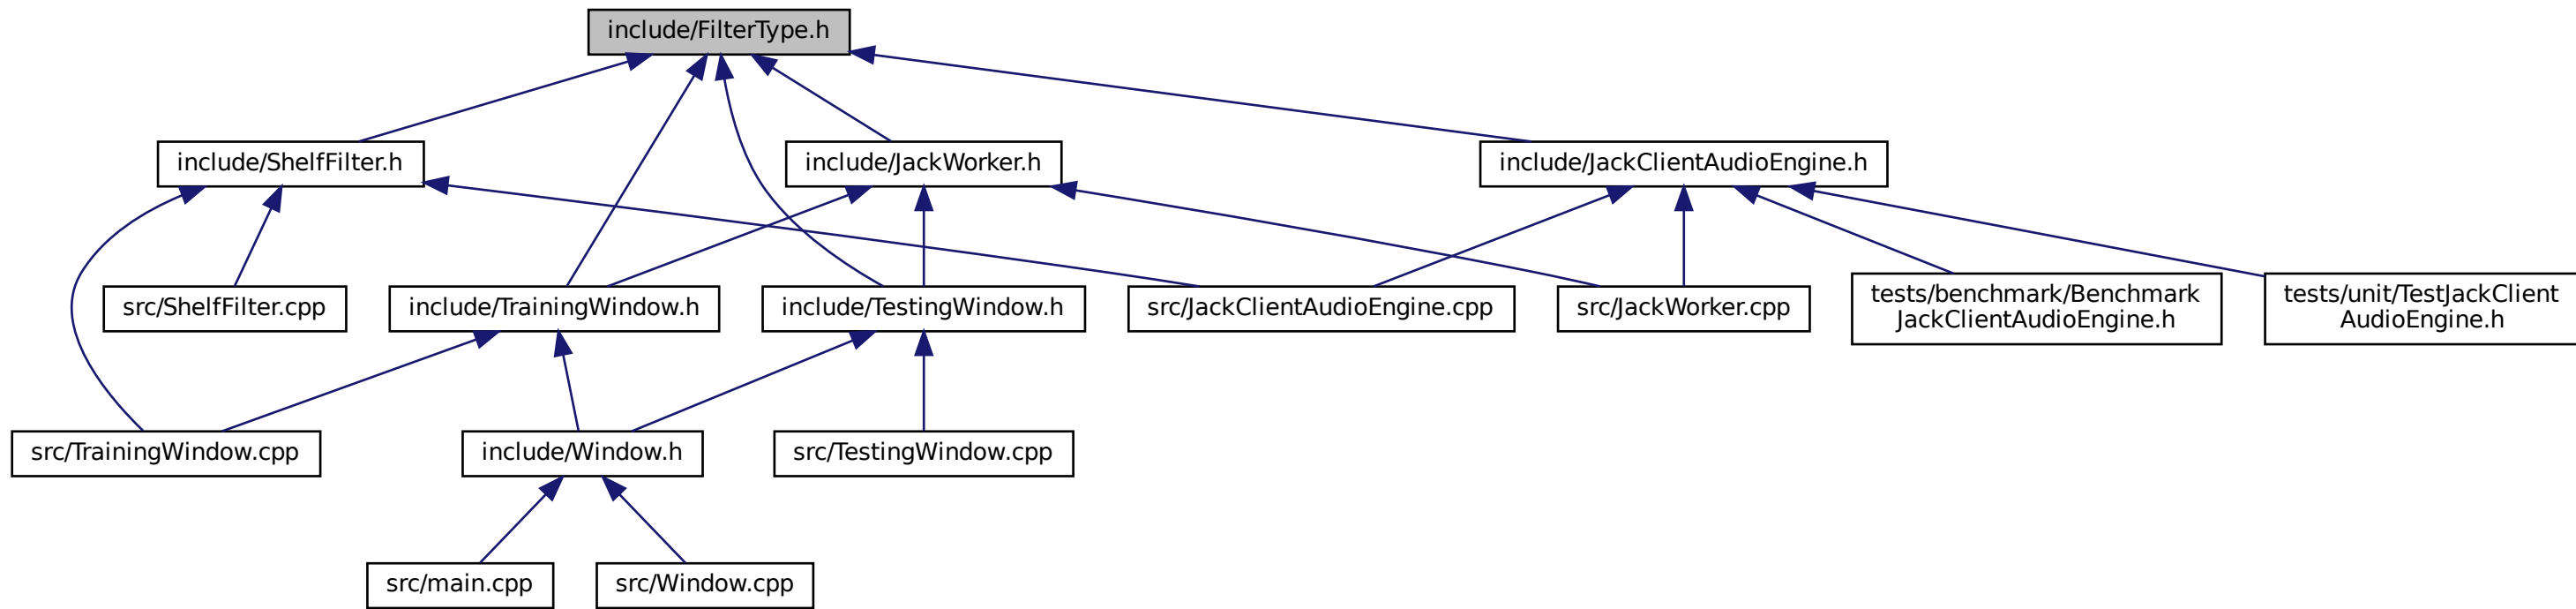 include/FilterType.h
include/ShelfFilter.h
include/JackWorker.h
include/JackClientAudioEngine.h
src/ShelfFilter.cpp
include/TrainingWindow.h
include/TestingWindow.h
src/JackClientAudioEngine.cpp
src/JackWorker.cpp
tests/benchmark/Benchmark
JackClientAudioEngine.h
tests/unit/TestJackClient
AudioEngine.h
src/TrainingWindow.cpp
include/Window.h
src/TestingWindow.cpp
src/main.cpp
src/Window.cpp